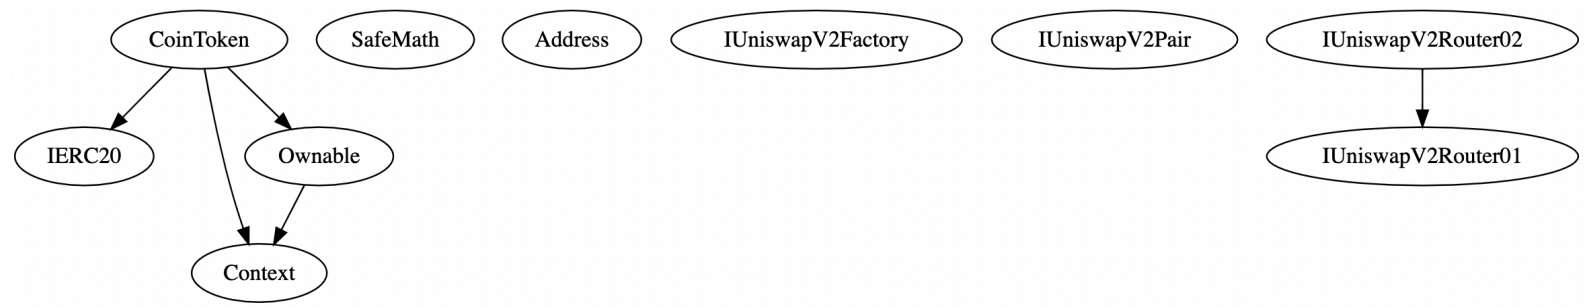 CoinToken
SafeMath
Address
IUniswapV2Factory
IUniswapV2Pair
IUniswapV2Router02
IERC20
Ownable
IUniswapV2Router01
Context